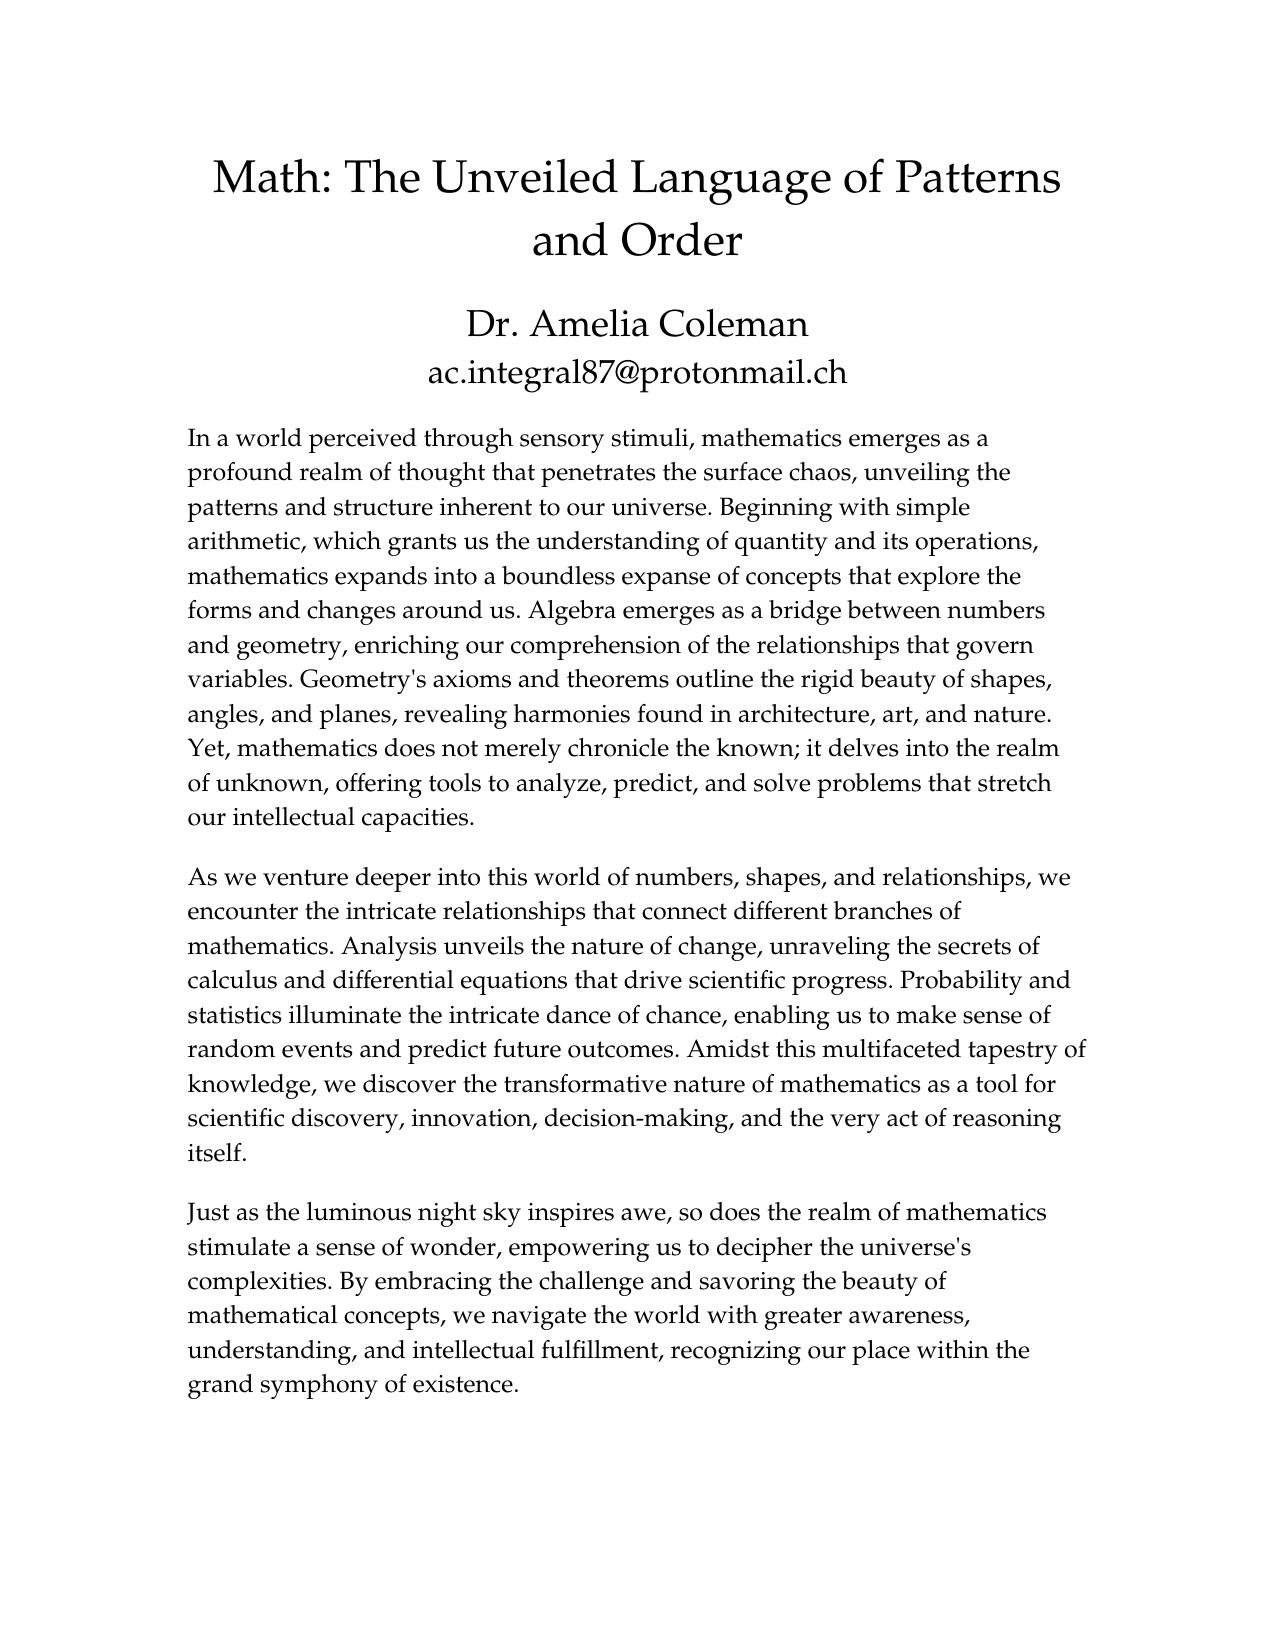 Math: The Unveiled Language of Patterns
and Order
Dr. Amelia Coleman
ac.integral87@protonmail.ch
In a world perceived through sensory stimuli, mathematics emerges as a
profound realm of thought that penetrates the surface chaos, unveiling the
patterns and structure inherent to our universe. Beginning with simple
arithmetic, which grants us the understanding of quantity and its operations,
mathematics expands into a boundless expanse of concepts that explore the
forms and changes around us. Algebra emerges as a bridge between numbers
and geometry, enriching our comprehension of the relationships that govern
variables. Geometry's axioms and theorems outline the rigid beauty of shapes,
angles, and planes, revealing harmonies found in architecture, art, and nature.
Yet, mathematics does not merely chronicle the known; it delves into the realm
of unknown, offering tools to analyze, predict, and solve problems that stretch
our intellectual capacities.
As we venture deeper into this world of numbers, shapes, and relationships, we
encounter the intricate relationships that connect different branches of
mathematics. Analysis unveils the nature of change, unraveling the secrets of
calculus and differential equations that drive scientific progress. Probability and
statistics illuminate the intricate dance of chance, enabling us to make sense of
random events and predict future outcomes. Amidst this multifaceted tapestry of
knowledge, we discover the transformative nature of mathematics as a tool for
scientific discovery, innovation, decision-making, and the very act of reasoning
itself.
Just as the luminous night sky inspires awe, so does the realm of mathematics
stimulate a sense of wonder, empowering us to decipher the universe's
complexities. By embracing the challenge and savoring the beauty of
mathematical concepts, we navigate the world with greater awareness,
understanding, and intellectual fulfillment, recognizing our place within the
grand symphony of existence.